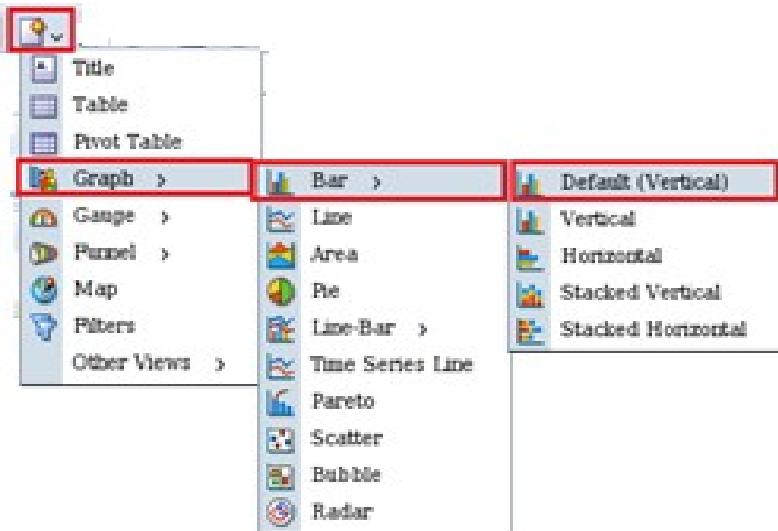 Title
Table
Pivot Table
Graph >
Gauge >
Funnel >
Map
Filters
Other Views >
Bar >
Line
Area
Pie
Line-Bar >
Time Series Line
Pareto
Scatter
Bubble
Radar
Default (Vertical)
Vertical
Horizontal
Stacked Vertical
Stacked Horizontal